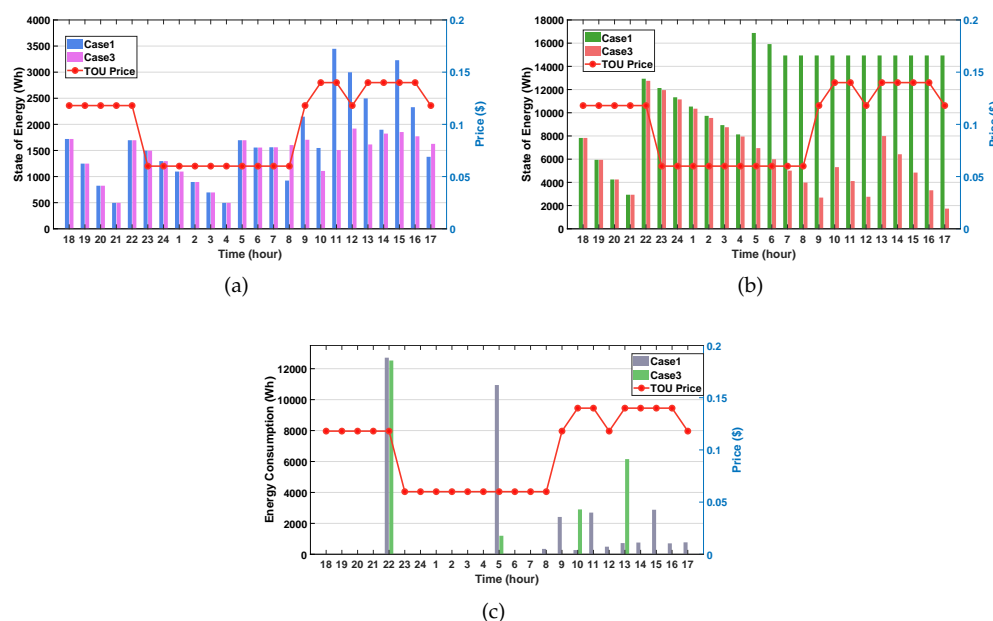 4000
3500
3000
2500
2000
1500
1000
500
0
State of Energy (Wh)
Case1
Case3
TOU Price
0.2
0.15
0.1
0.05
0
Price ($)
18 19 20 21 22 23 24 1 2 3 4 5 6 7 8 9 10 11 12 13 14 15 16 17
Time (hour)
(a)
18000
16000
14000
12000
10000
8000
6000
4000
2000
0
State of Energy (Wh)
Case1
Case3
TOU Price
0.2
0.15
0.1
0.05
0
Price ($)
18 19 20 21 22 23 24 1 2 3 4 5 6 7 8 9 10 11 12 13 14 15 16 17
Time (hour)
(b)
12000
10000
8000
6000
4000
2000
0
Energy Consumption (Wh)
Case1
Case3
TOU Price
0.2
0.15
0.1
0.05
0
Price ($)
18 19 20 21 22 23 24 1 2 3 4 5 6 7 8 9 10 11 12 13 14 15 16 17
Time (hour)
(c)